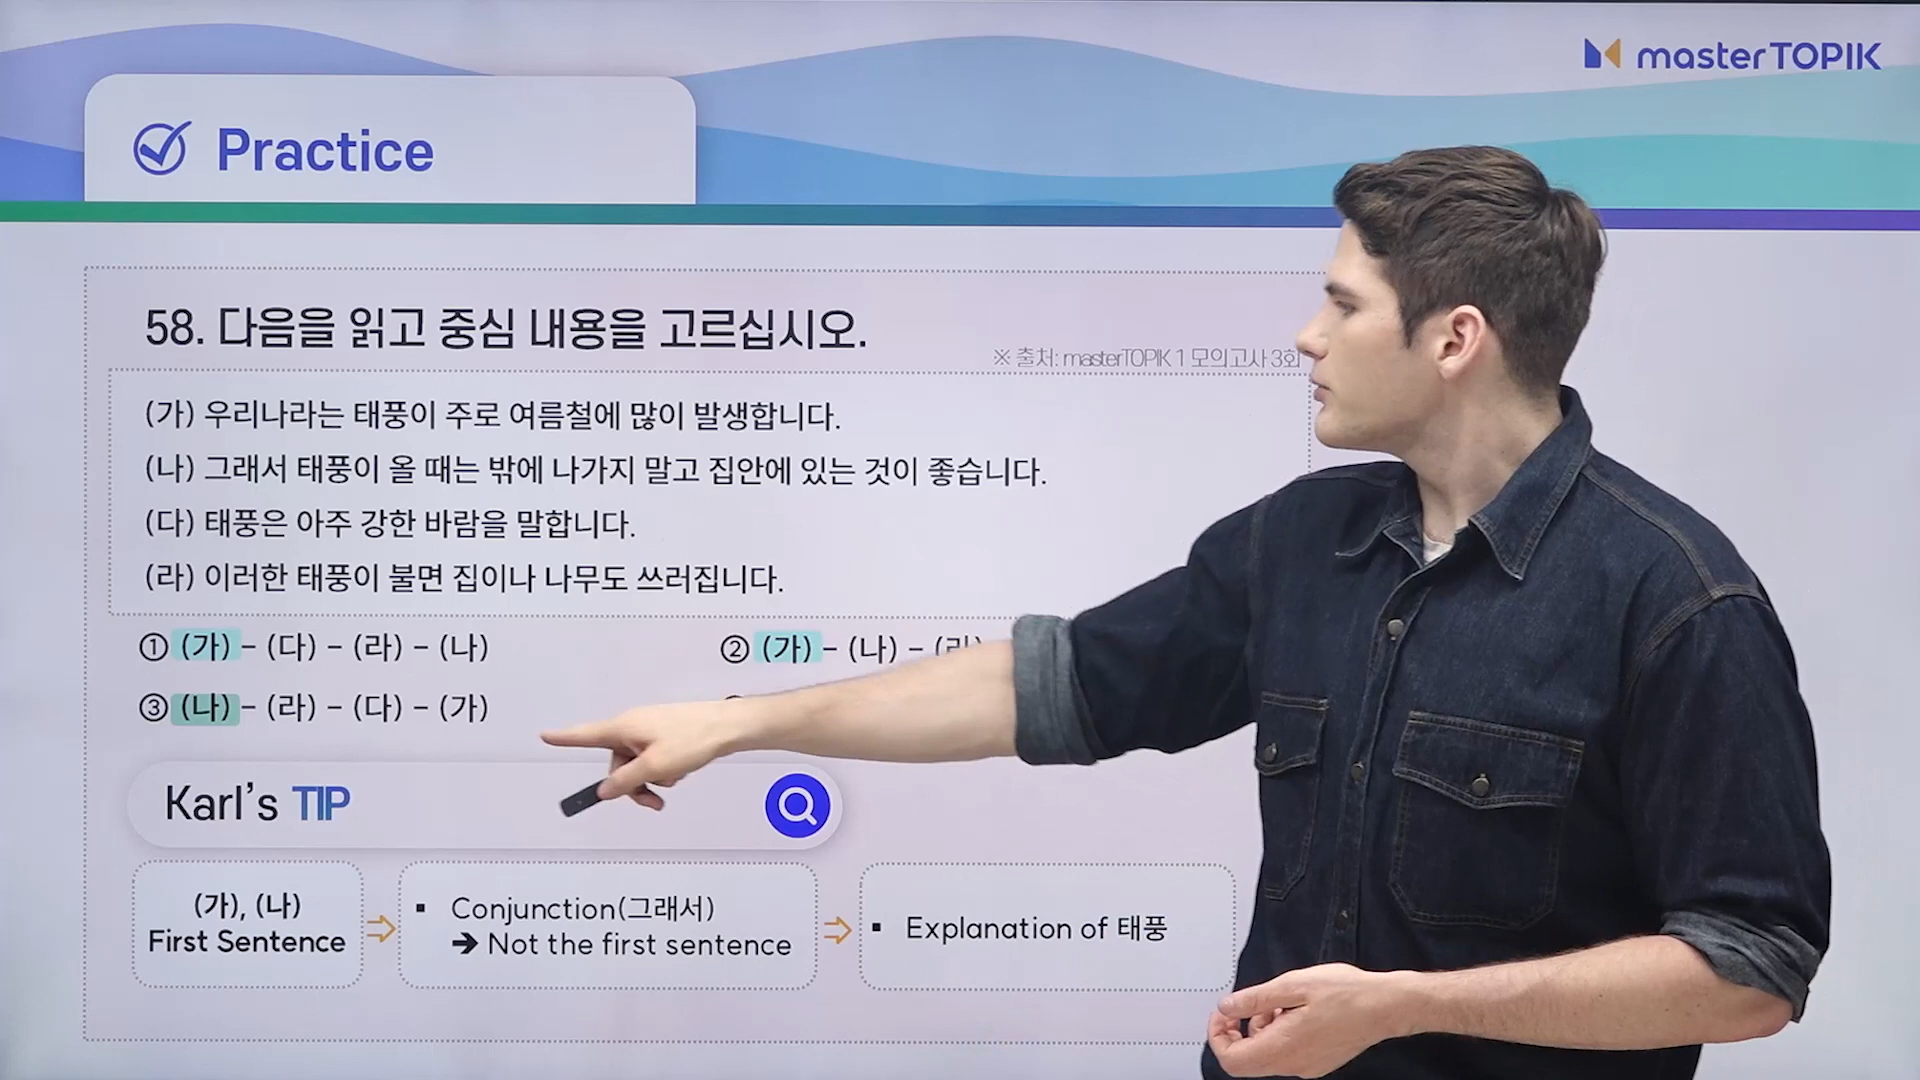 masterTOPIK
Practice
58. 다음을 읽고 중심 내용을 고르십시오.
※ 출처: masterTOPIK 1 모의고사 3회
(가) 우리나라는 태풍이 주로 여름철에 많이 발생합니다.
(나) 그래서 태풍이 올 때는 밖에 나가지 말고 집안에 있는 것이 좋습니다.
(다) 태풍은 아주 강한 바람을 말합니다.
(라) 이러한 태풍이 불면 집이나 나무도 쓰러집니다.
① (가) – (다) – (라) – (나)
② (가) – (나) – (라)
③ (나) – (라) – (다) – (가)
Karl's TIP
(가), (나)
First Sentence
▪ Conjunction(그래서)
➔ Not the first sentence
▪ Explanation of 태풍